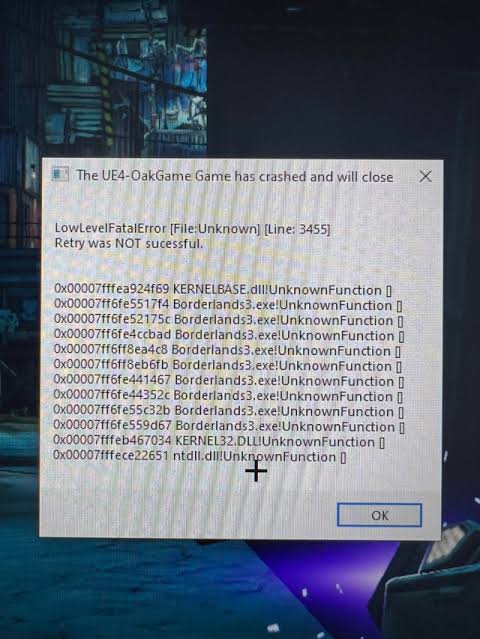 The UE4-OakGame Game has crashed and will close
LowLevelFatalError [File:Unknown] [Line: 3455]
Retry was NOT sucessful.
0x00007fffea924f69 KERNELBASE.dll!UnknownFunction []
0x00007ff6fe5517f4 Borderlands3.exe!UnknownFunction []
0x00007ff6fe52175c Borderlands3.exe!UnknownFunction []
0x00007ff6fe4ccbad Borderlands3.exe!UnknownFunction []
0x00007ff6ff8ea4c8 Borderlands3.exe!UnknownFunction []
0x00007ff6ff8eb6fb Borderlands3.exe!UnknownFunction []
0x00007ff6fe441467 Borderlands3.exe!UnknownFunction []
0x00007ff6fe44352c Borderlands3.exe!UnknownFunction []
0x00007ff6fe55c32b Borderlands3.exe!UnknownFunction []
0x00007ff6fe559d67 Borderlands3.exe!UnknownFunction []
0x00007fffeb467034 KERNEL32.DLL!UnknownFunction []
0x00007fffece22651 ntdll.dll!UnknownFunction []
OK